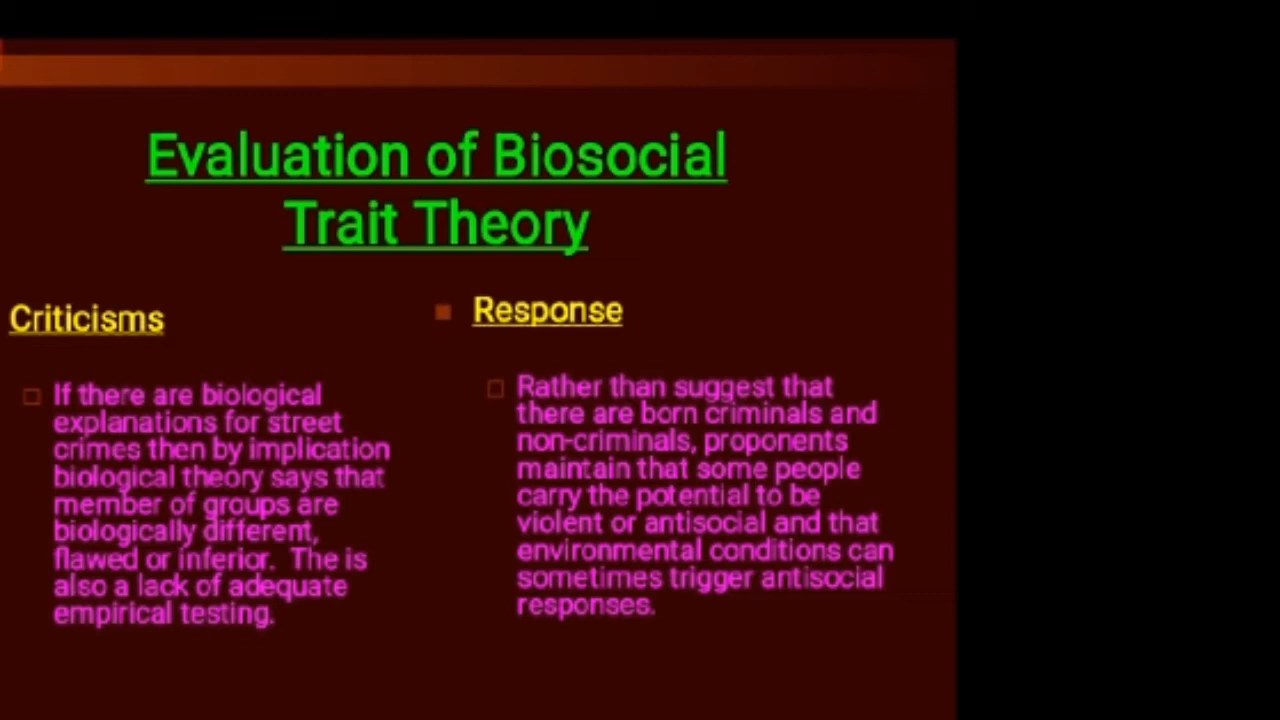 Evaluation of Biosocial
Trait Theory
Criticisms
If there are biological
explanations for street
crimes then by implication
biological theory says that
member of groups are
biologically different,
flawed or inferior.  The is
also a lack of adequate
empirical testing.
Response
Rather than suggest that
there are born criminals and
non-criminals, proponents
maintain that some people
carry the potential to be
violent or antisocial and that
environmental conditions can
sometimes trigger antisocial
responses.